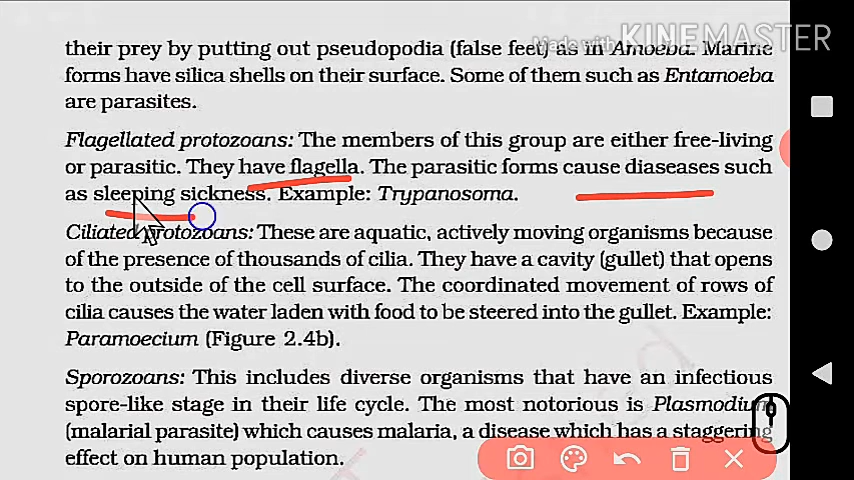 Made with KINEMASTER
their prey by putting out pseudopodia (false feet) as in Amoeba. Marine
forms have silica shells on their surface. Some of them such as Entamoeba
are parasites.
Flagellated protozoans: The members of this group are either free-living
or parasitic. They have flagella. The parasitic forms cause diaseases such
as sleeping sickness. Example: Trypanosoma.
Ciliated protozoans: These are aquatic, actively moving organisms because
of the presence of thousands of cilia. They have a cavity (gullet) that opens
to the outside of the cell surface. The coordinated movement of rows of
cilia causes the water laden with food to be steered into the gullet. Example:
Paramoecium (Figure 2.4b).
Sporozoans: This includes diverse organisms that have an infectious
spore-like stage in their life cycle. The most notorious is Plasmodium
(malarial parasite) which causes malaria, a disease which has a staggering
effect on human population.